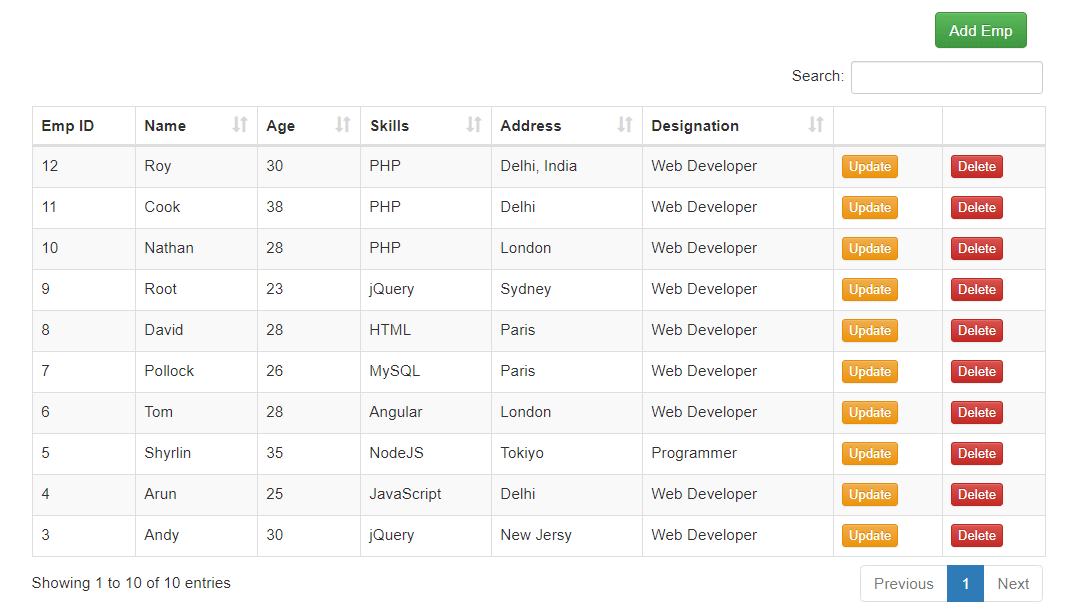 Add Emp
Search:
Emp ID Name Age Skills Address Designation
12 Roy 30 PHP Delhi, India Web Developer Update Delete
11 Cook 38 PHP Delhi Web Developer Update Delete
10 Nathan 28 PHP London Web Developer Update Delete
9 Root 23 jQuery Sydney Web Developer Update Delete
8 David 28 HTML Paris Web Developer Update Delete
7 Pollock 26 MySQL Paris Web Developer Update Delete
6 Tom 28 Angular London Web Developer Update Delete
5 Shyrlin 35 NodeJS Tokiyo Programmer Update Delete
4 Arun 25 JavaScript Delhi Web Developer Update Delete
3 Andy 30 jQuery New Jersy Web Developer Update Delete
Showing 1 to 10 of 10 entries Previous 1 Next